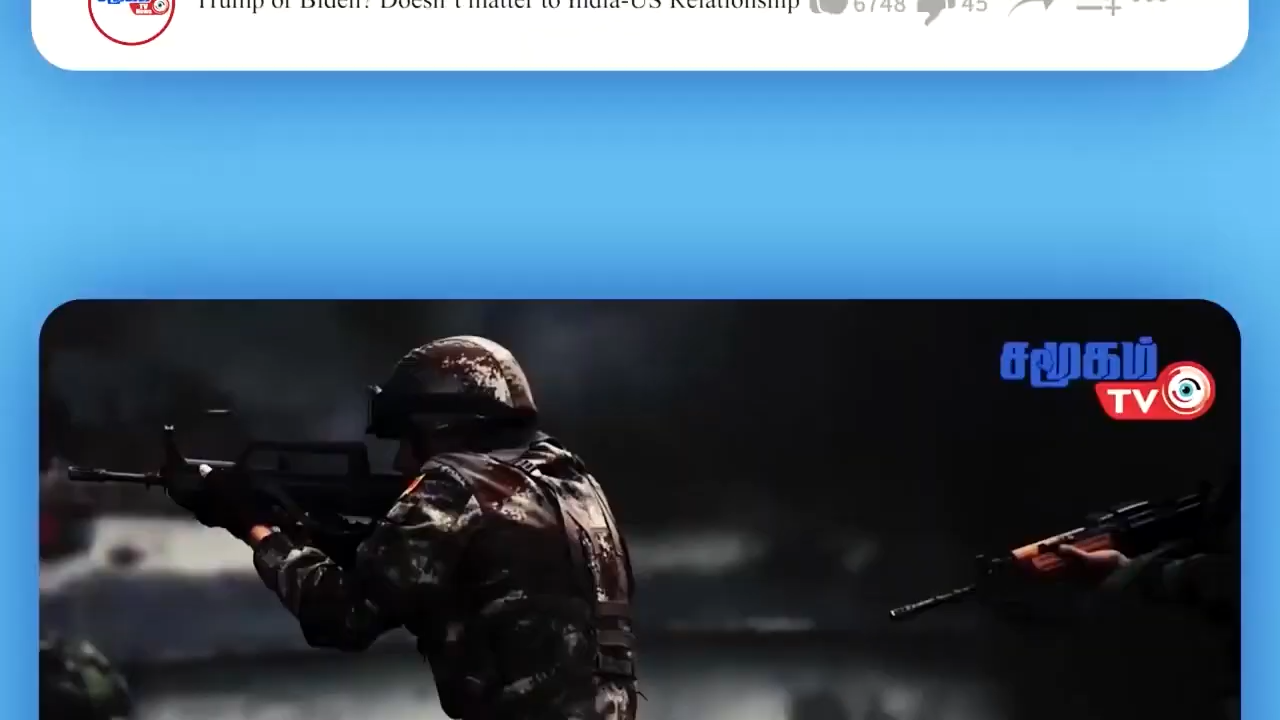 Trump or Biden? Doesn't matter to India-US Relationship 6748 45
சமூகம்
TV